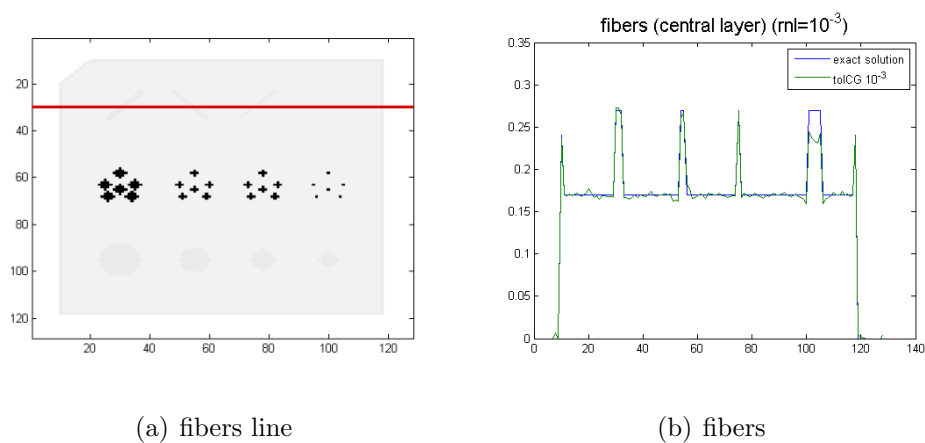 fibers (central layer) (rnl=10^-3)
0.35
0.3
0.25
0.2
0.15
0.1
0.05
0
0 20 40 60 80 100 120 140
exact solution
tolCG 10^-3
20
40
60
80
100
120
20 40 60 80 100 120
(a) fibers line
(b) fibers